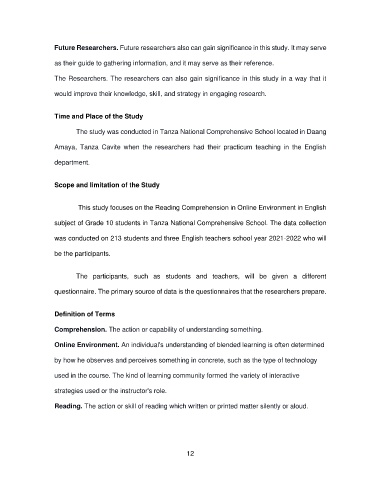 Future Researchers. Future researchers also can gain significance in this study. It may serve
as their guide to gathering information, and it may serve as their reference.
The Researchers. The researchers can also gain significance in this study in a way that it
would improve their knowledge, skill, and strategy in engaging research.
Time and Place of the Study
The study was conducted in Tanza National Comprehensive School located in Daang
Amaya, Tanza Cavite when the researchers had their practicum teaching in the English
department.
Scope and limitation of the Study
This study focuses on the Reading Comprehension in Online Environment in English
subject of Grade 10 students in Tanza National Comprehensive School. The data collection
was conducted on 213 students and three English teachers school year 2021-2022 who will
be the participants.
The participants, such as students and teachers, will be given a different
questionnaire. The primary source of data is the questionnaires that the researchers prepare.
Definition of Terms
Comprehension. The action or capability of understanding something.
Online Environment. An individual's understanding of blended learning is often determined
by how he observes and perceives something in concrete, such as the type of technology
used in the course. The kind of learning community formed the variety of interactive
strategies used or the instructor's role.
Reading. The action or skill of reading which written or printed matter silently or aloud.
12